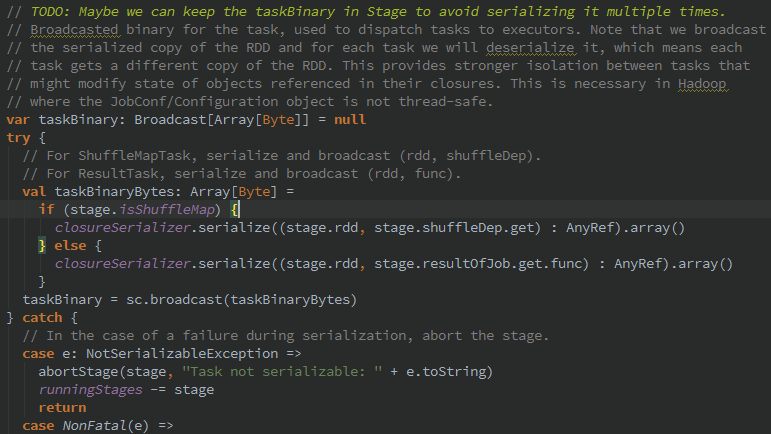 // TODO: Maybe we can keep the taskBinary in Stage to avoid serializing it multiple times.
// Broadcasted binary for the task, used to dispatch tasks to executors. Note that we broadcast
// the serialized copy of the RDD and for each task we will deserialize it, which means each
// task gets a different copy of the RDD. This provides stronger isolation between tasks that
// might modify state of objects referenced in their closures. This is necessary in Hadoop
// where the JobConf/Configuration object is not thread-safe.
var taskBinary: Broadcast[Array[Byte]] = null
try {
  // For ShuffleMapTask, serialize and broadcast (rdd, shuffleDep).
  // For ResultTask, serialize and broadcast (rdd, func).
  val taskBinaryBytes: Array[Byte] =
    if (stage.isShuffleMap) {
      closureSerializer.serialize((stage.rdd, stage.shuffleDep.get) : AnyRef).array()
    } else {
      closureSerializer.serialize((stage.rdd, stage.resultOfJob.get.func) : AnyRef).array()
    }
  taskBinary = sc.broadcast(taskBinaryBytes)
} catch {
  // In the case of a failure during serialization, abort the stage.
  case e: NotSerializableException =>
    abortStage(stage, "Task not serializable: " + e.toString)
    runningStages -= stage
    return
  case NonFatal(e) =>